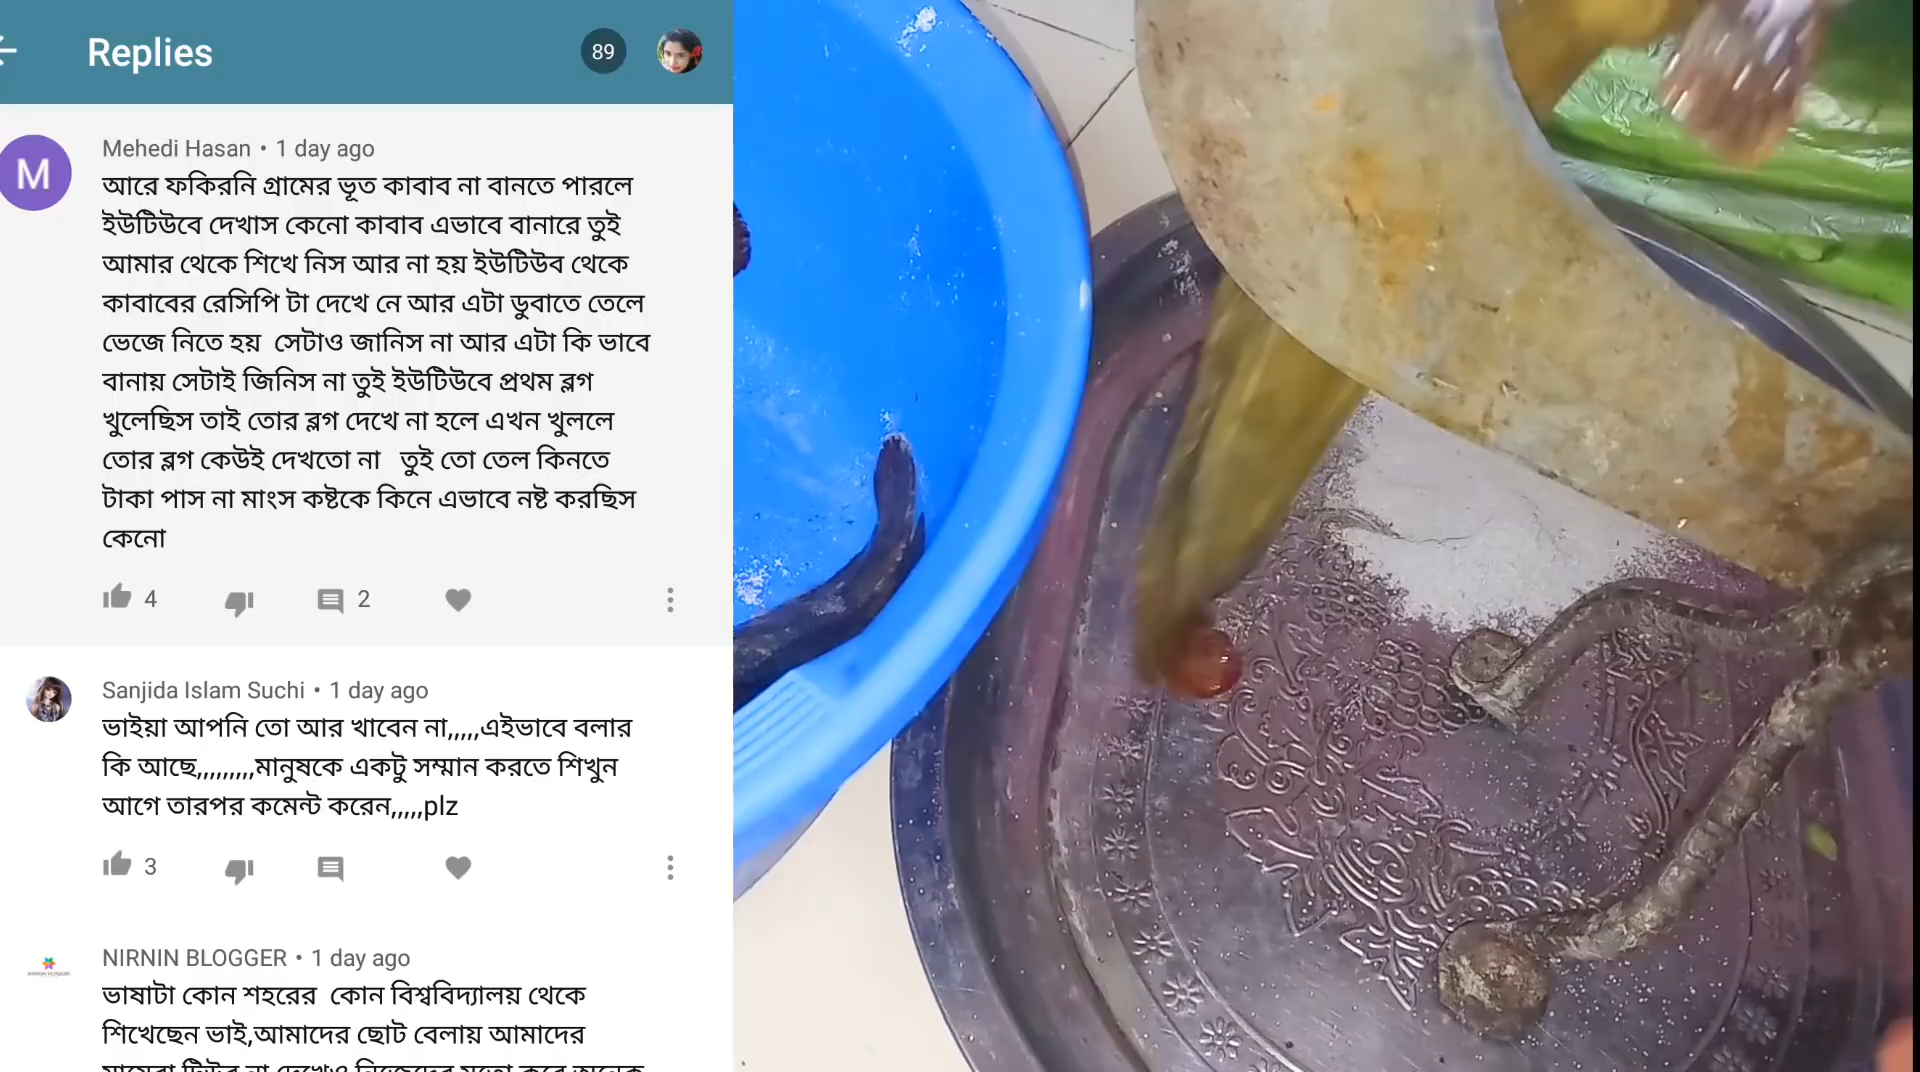 Replies
89
M
Mehedi Hasan • 1 day ago
আরে ফকিরনি গ্রামের ভূত কাবাব না বানতে পারলে
ইউটিউবে দেখাস কেনো কাবাব এভাবে বানারে তুই
আমার থেকে শিখে নিস আর না হয় ইউটিউব থেকে
কাবাবের রেসিপি টা দেখে নে আর এটা ডুবাতে তেলে
ভেজে নিতে হয়  সেটাও জানিস না আর এটা কি ভাবে
বানায় সেটাই জিনিস না তুই ইউটিউবে প্রথম ব্লগ
খুলেছিস তাই তোর ব্লগ দেখে না হলে এখন খুললে
তোর ব্লগ কেউই দেখতো না   তুই তো তেল কিনতে
টাকা পাস না মাংস কষ্টকে কিনে এভাবে নষ্ট করছিস
কেনো
4 2
Sanjida Islam Suchi • 1 day ago
ভাইয়া আপনি তো আর খাবেন না,,,,,এইভাবে বলার
কি আছে,,,,,,,,,মানুষকে একটু সম্মান করতে শিখুন
আগে তারপর কমেন্ট করেন,,,,,plz
3
NIRNIN BLOGGER • 1 day ago
ভাষাটা কোন শহরের  কোন বিশ্ববিদ্যালয় থেকে
শিখেছেন ভাই,আমাদের ছোট বেলায় আমাদের